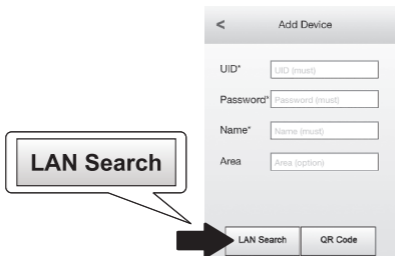 < Add Device
UID* UID (must)
Password* Password (must)
Name* Name (must)
Area Area (option)
LAN Search
LAN Search QR Code